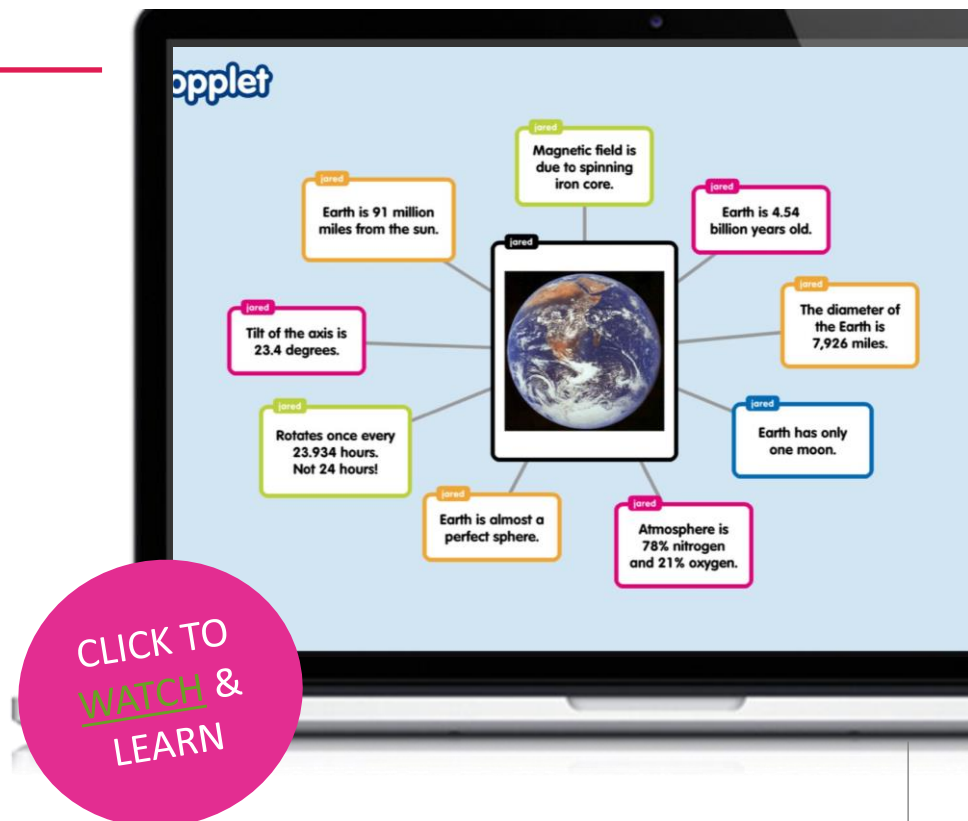 opplet
jared
Magnetic field is
due to spinning
iron core.
jared
Earth is 91 million
miles from the sun.
jared
Earth is 4.54
billion years old.
jared
jared
The diameter of
the Earth is
7,926 miles.
jared
Tilt of the axis is
23.4 degrees.
jared
Rotates once every
23.934 hours.
Not 24 hours!
jared
Earth has only
one moon.
jared
Earth is almost a
perfect sphere.
jared
Atmosphere is
78% nitrogen
and 21% oxygen.
CLICK TO
WATCH &
LEARN